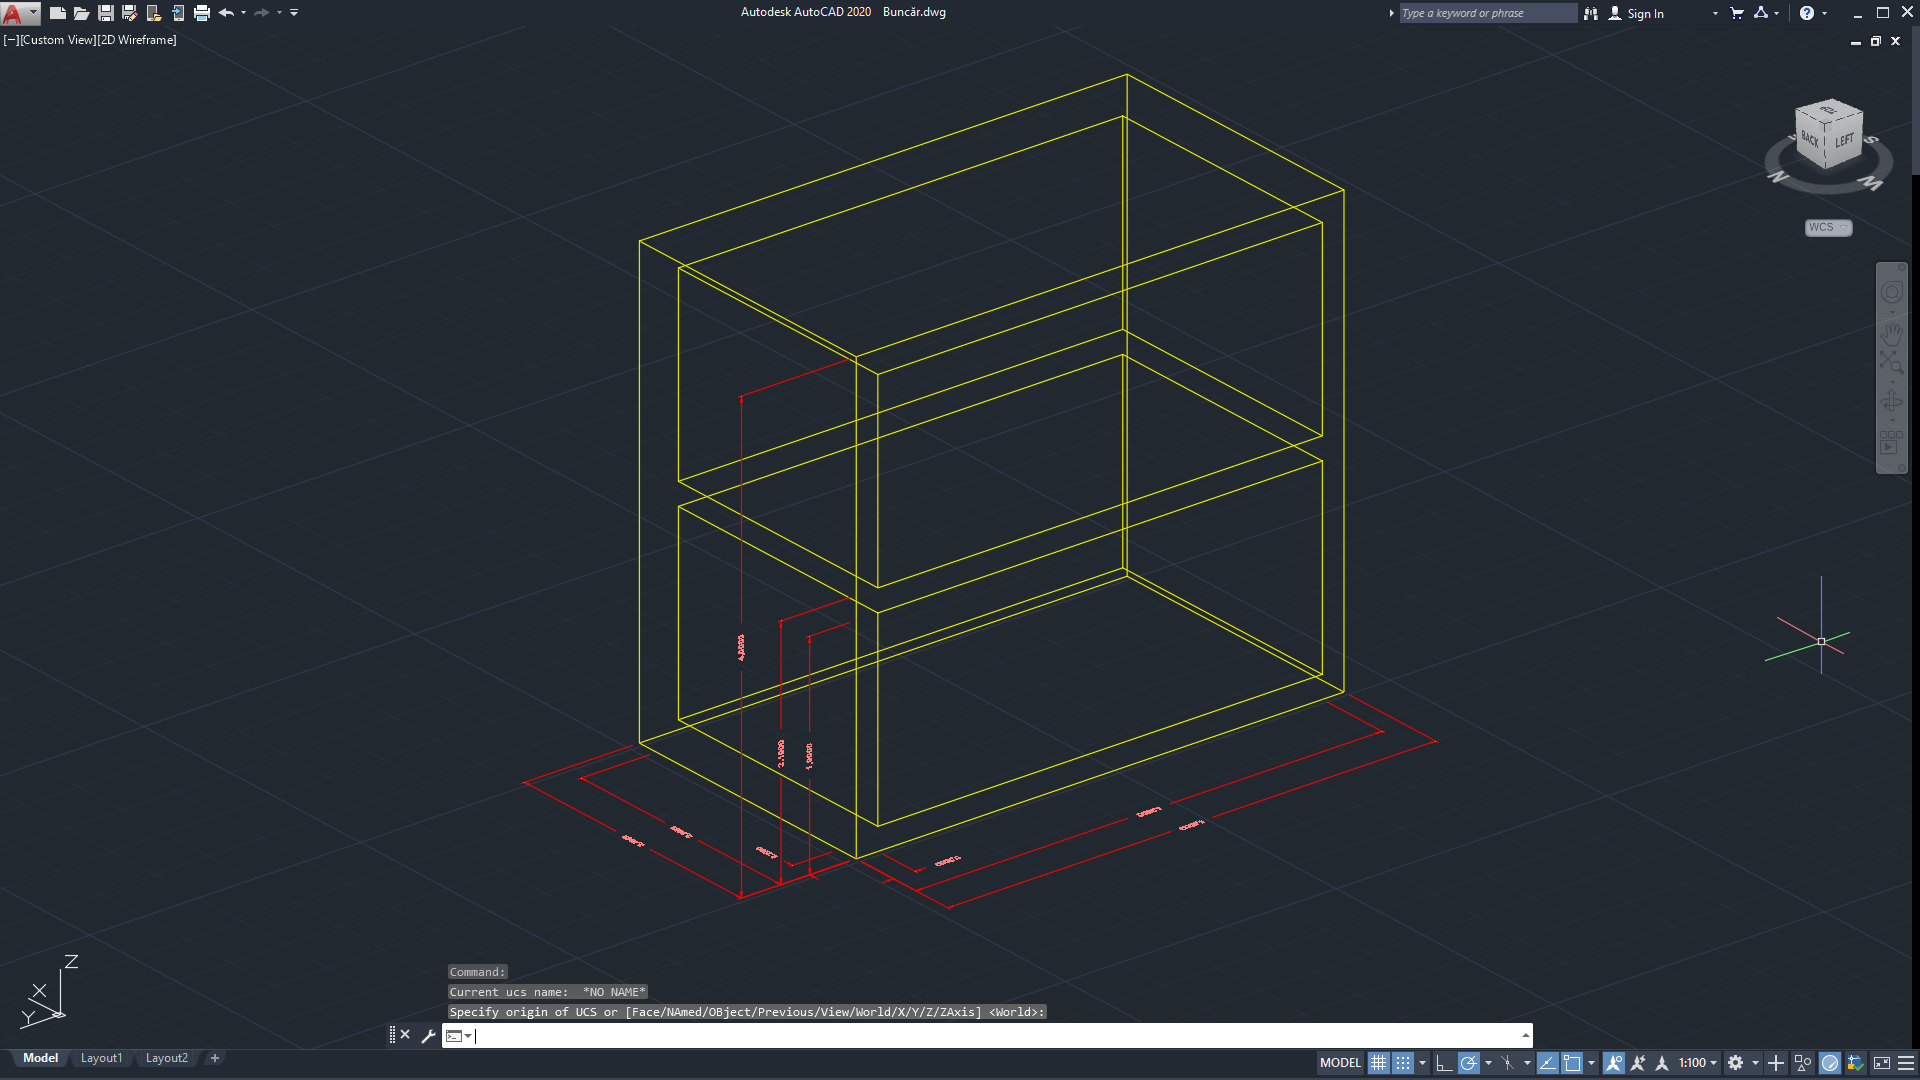 Autodesk AutoCAD 2020 Buncăr.dwg
Type a keyword or phrase
Sign In
[−][Custom View][2D Wireframe]
BACK
LEFT
N
S
WCS
4,0000
2,1000
1,9000
Z
X
Y
Command:
Current ucs name: *NO NAME*
Specify origin of UCS or [Face/NAmed/OBject/Previous/View/World/X/Y/Z/ZAxis] <World>:
Model
Layout1
Layout2
MODEL
1:100